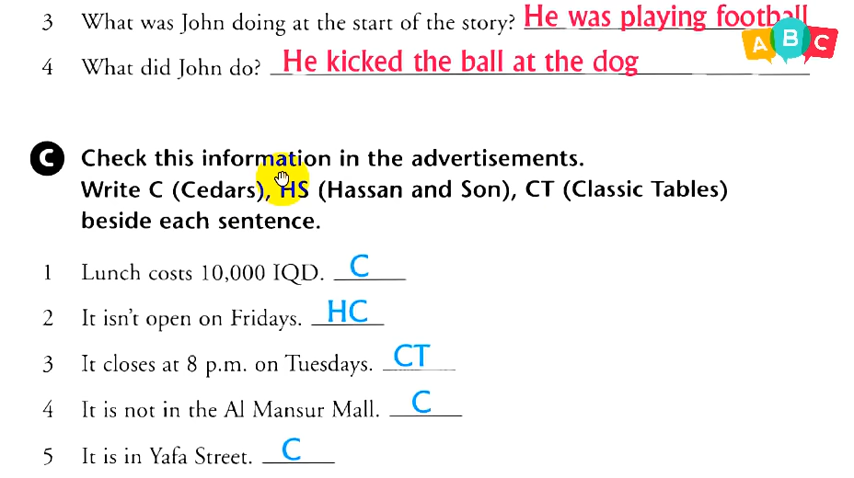 3 What was John doing at the start of the story? He was playing football
4 What did John do? He kicked the ball at the dog
A B C
C Check this information in the advertisements.
Write C (Cedars), HS (Hassan and Son), CT (Classic Tables)
beside each sentence.
1 Lunch costs 10,000 IQD. C
2 It isn't open on Fridays. HC
3 It closes at 8 p.m. on Tuesdays. CT
4 It is not in the Al Mansur Mall. C
5 It is in Yafa Street. C